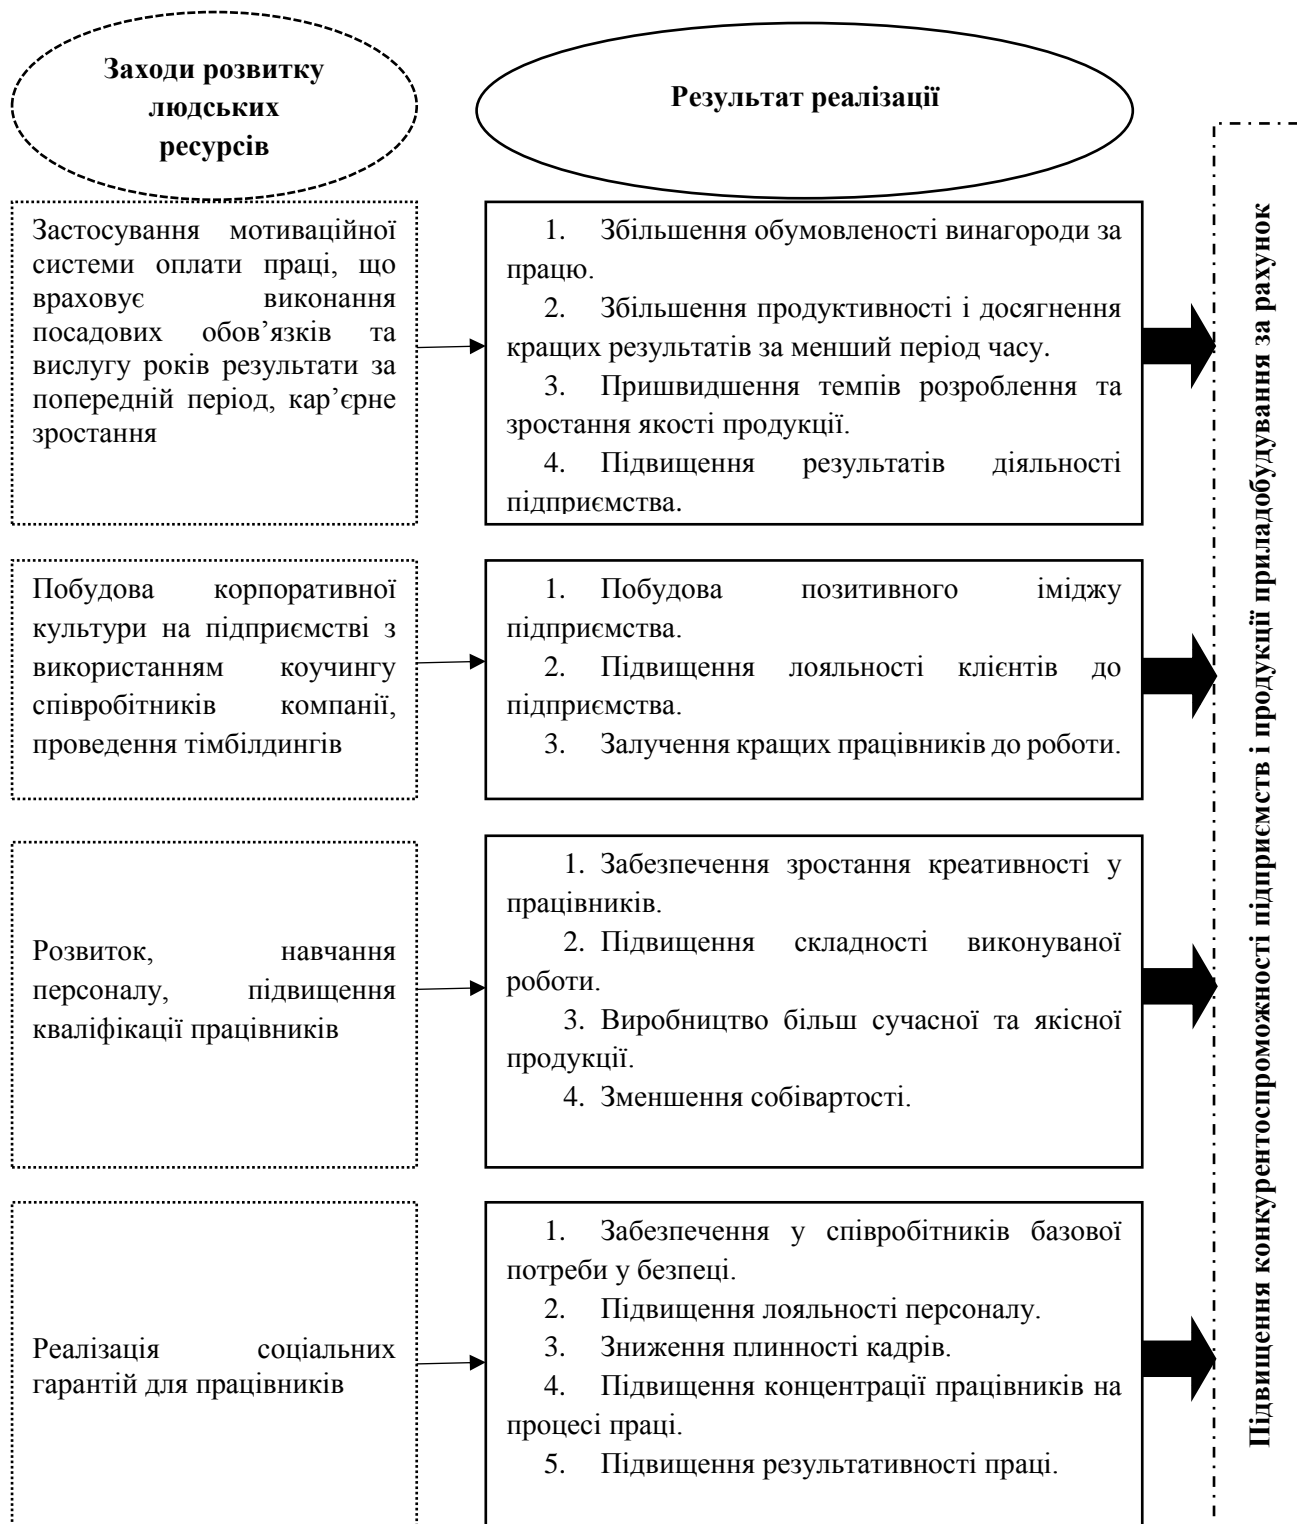 Заходи розвитку
людських
ресурсів
Результат реалізації
Застосування мотиваційної
системи оплати праці, що
враховує виконання
посадових обов’язків та
вислугу років результати за
попередній період, кар’єрне
зростання
1. Збільшення обумовленості винагороди за
працю.
2. Збільшення продуктивності і досягнення
кращих результатів за менший період часу.
3. Пришвидшення темпів розроблення та
зростання якості продукції.
4. Підвищення результатів діяльності
підприємства.
Побудова корпоративної
культури на підприємстві з
використанням коучингу
співробітників компанії,
проведення тімбілдингів
1. Побудова позитивного іміджу
підприємства.
2. Підвищення лояльності клієнтів до
підприємства.
3. Залучення кращих працівників до роботи.
Розвиток, навчання
персоналу, підвищення
кваліфікації працівників
1. Забезпечення зростання креативності у
працівників.
2. Підвищення складності виконуваної
роботи.
3. Виробництво більш сучасної та якісної
продукції.
4. Зменшення собівартості.
Реалізація соціальних
гарантій для працівників
1. Забезпечення у співробітників базової
потреби у безпеці.
2. Підвищення лояльності персоналу.
3. Зниження плинності кадрів.
4. Підвищення концентрації працівників на
процесі праці.
5. Підвищення результативності праці.
Підвищення конкурентоспроможності підприємств і продукції приладобудування за рахунок